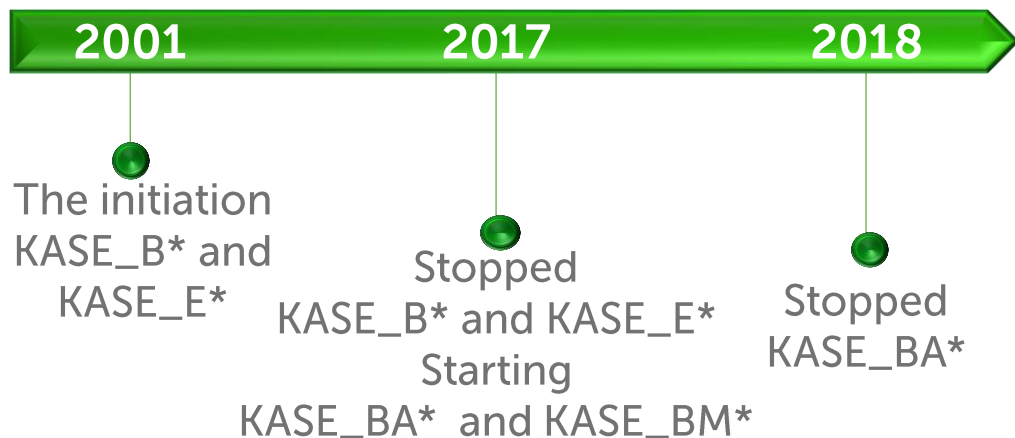 2001 2017 2018
The initiation
KASE_B* and
KASE_E*
Stopped
KASE_B* and KASE_E*
Starting
KASE_BA* and KASE_BM*
Stopped
KASE_BA*